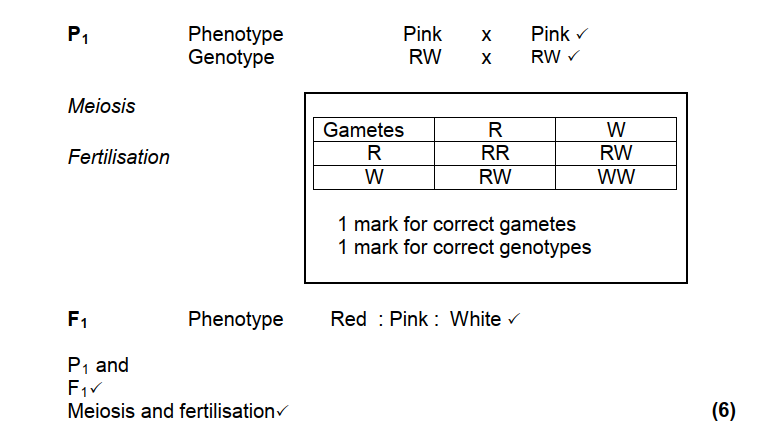 P₁ Phenotype Pink x Pink ✓
Genotype RW x RW ✓
Meiosis
Gametes R W
Fertilisation R RR RW
W RW WW
1 mark for correct gametes
1 mark for correct genotypes
F₁ Phenotype Red : Pink : White ✓
P₁ and
F₁✓
Meiosis and fertilisation✓ (6)